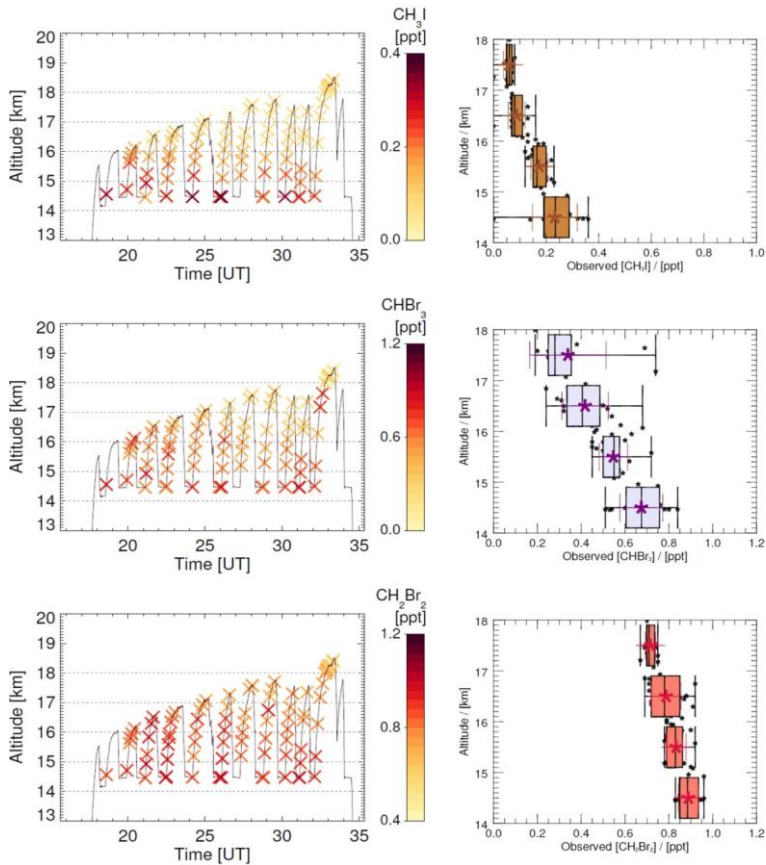 CH₃I
[ppt]
20
19
18
17
16
15
14
13
Altitude [km]
20 25 30 35
Time [UT]
0.4
0.2
0.0
18
17
16
15
14
Altitude / [km]
0.0 0.2 0.4 0.6 0.8 1.0
Observed [CH₃I] / [ppt]
CHBr₃
[ppt]
20
19
18
17
16
15
14
13
Altitude [km]
20 25 30 35
Time [UT]
1.2
0.6
0.0
18
17
16
15
14
Altitude / [km]
0.0 0.2 0.4 0.6 0.8 1.0 1.2
Observed [CHBr₃] / [ppt]
CH₂Br₂
[ppt]
20
19
18
17
16
15
14
13
Altitude [km]
20 25 30 35
Time [UT]
1.2
0.8
0.4
18
17
16
15
14
Altitude / [km]
0.0 0.2 0.4 0.6 0.8 1.0 1.2
Observed [CH₂Br₂] / [ppt]